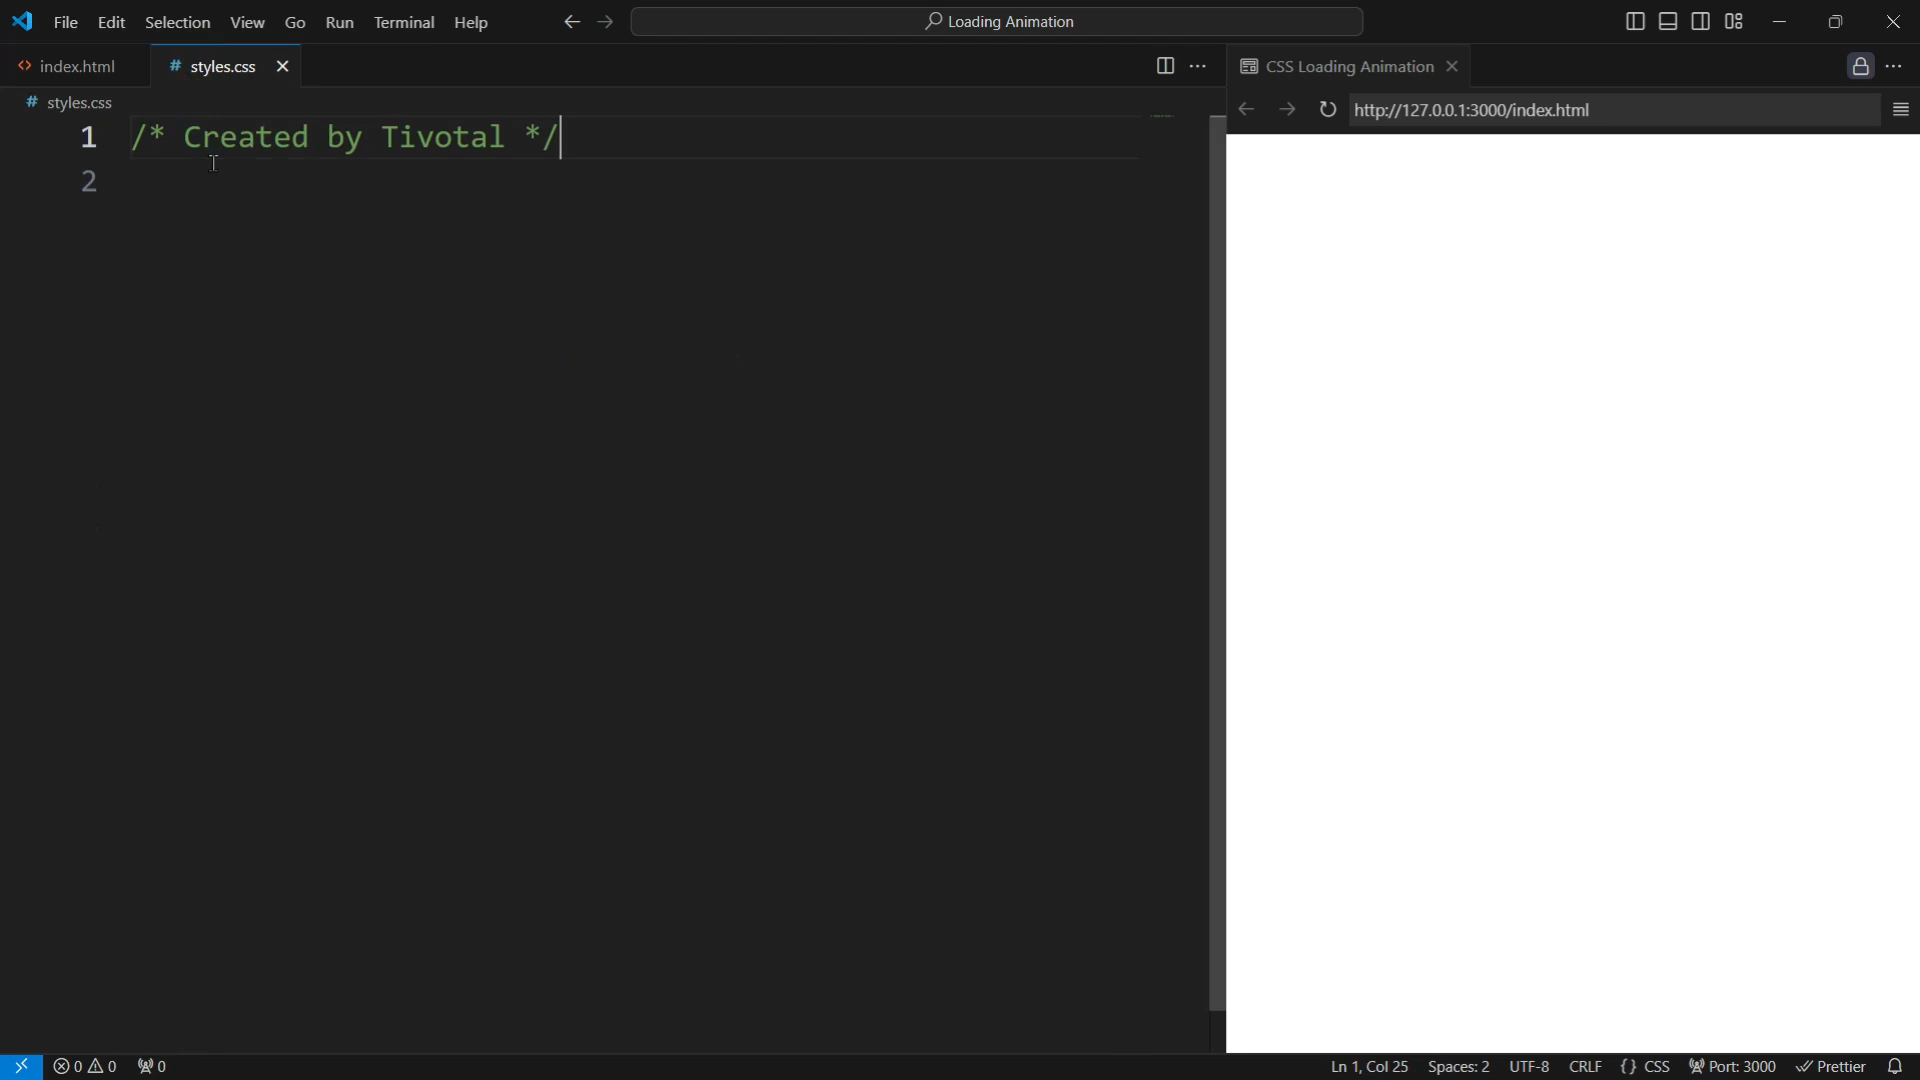 File Edit Selection View Go Run Terminal Help Loading Animation
index.html styles.css CSS Loading Animation
styles.css http://127.0.0.1:3000/index.html
1 /* Created by Tivotal */
2
0 0 0 Ln 1, Col 25 Spaces: 2 UTF-8 CRLF {} CSS Port: 3000 Prettier